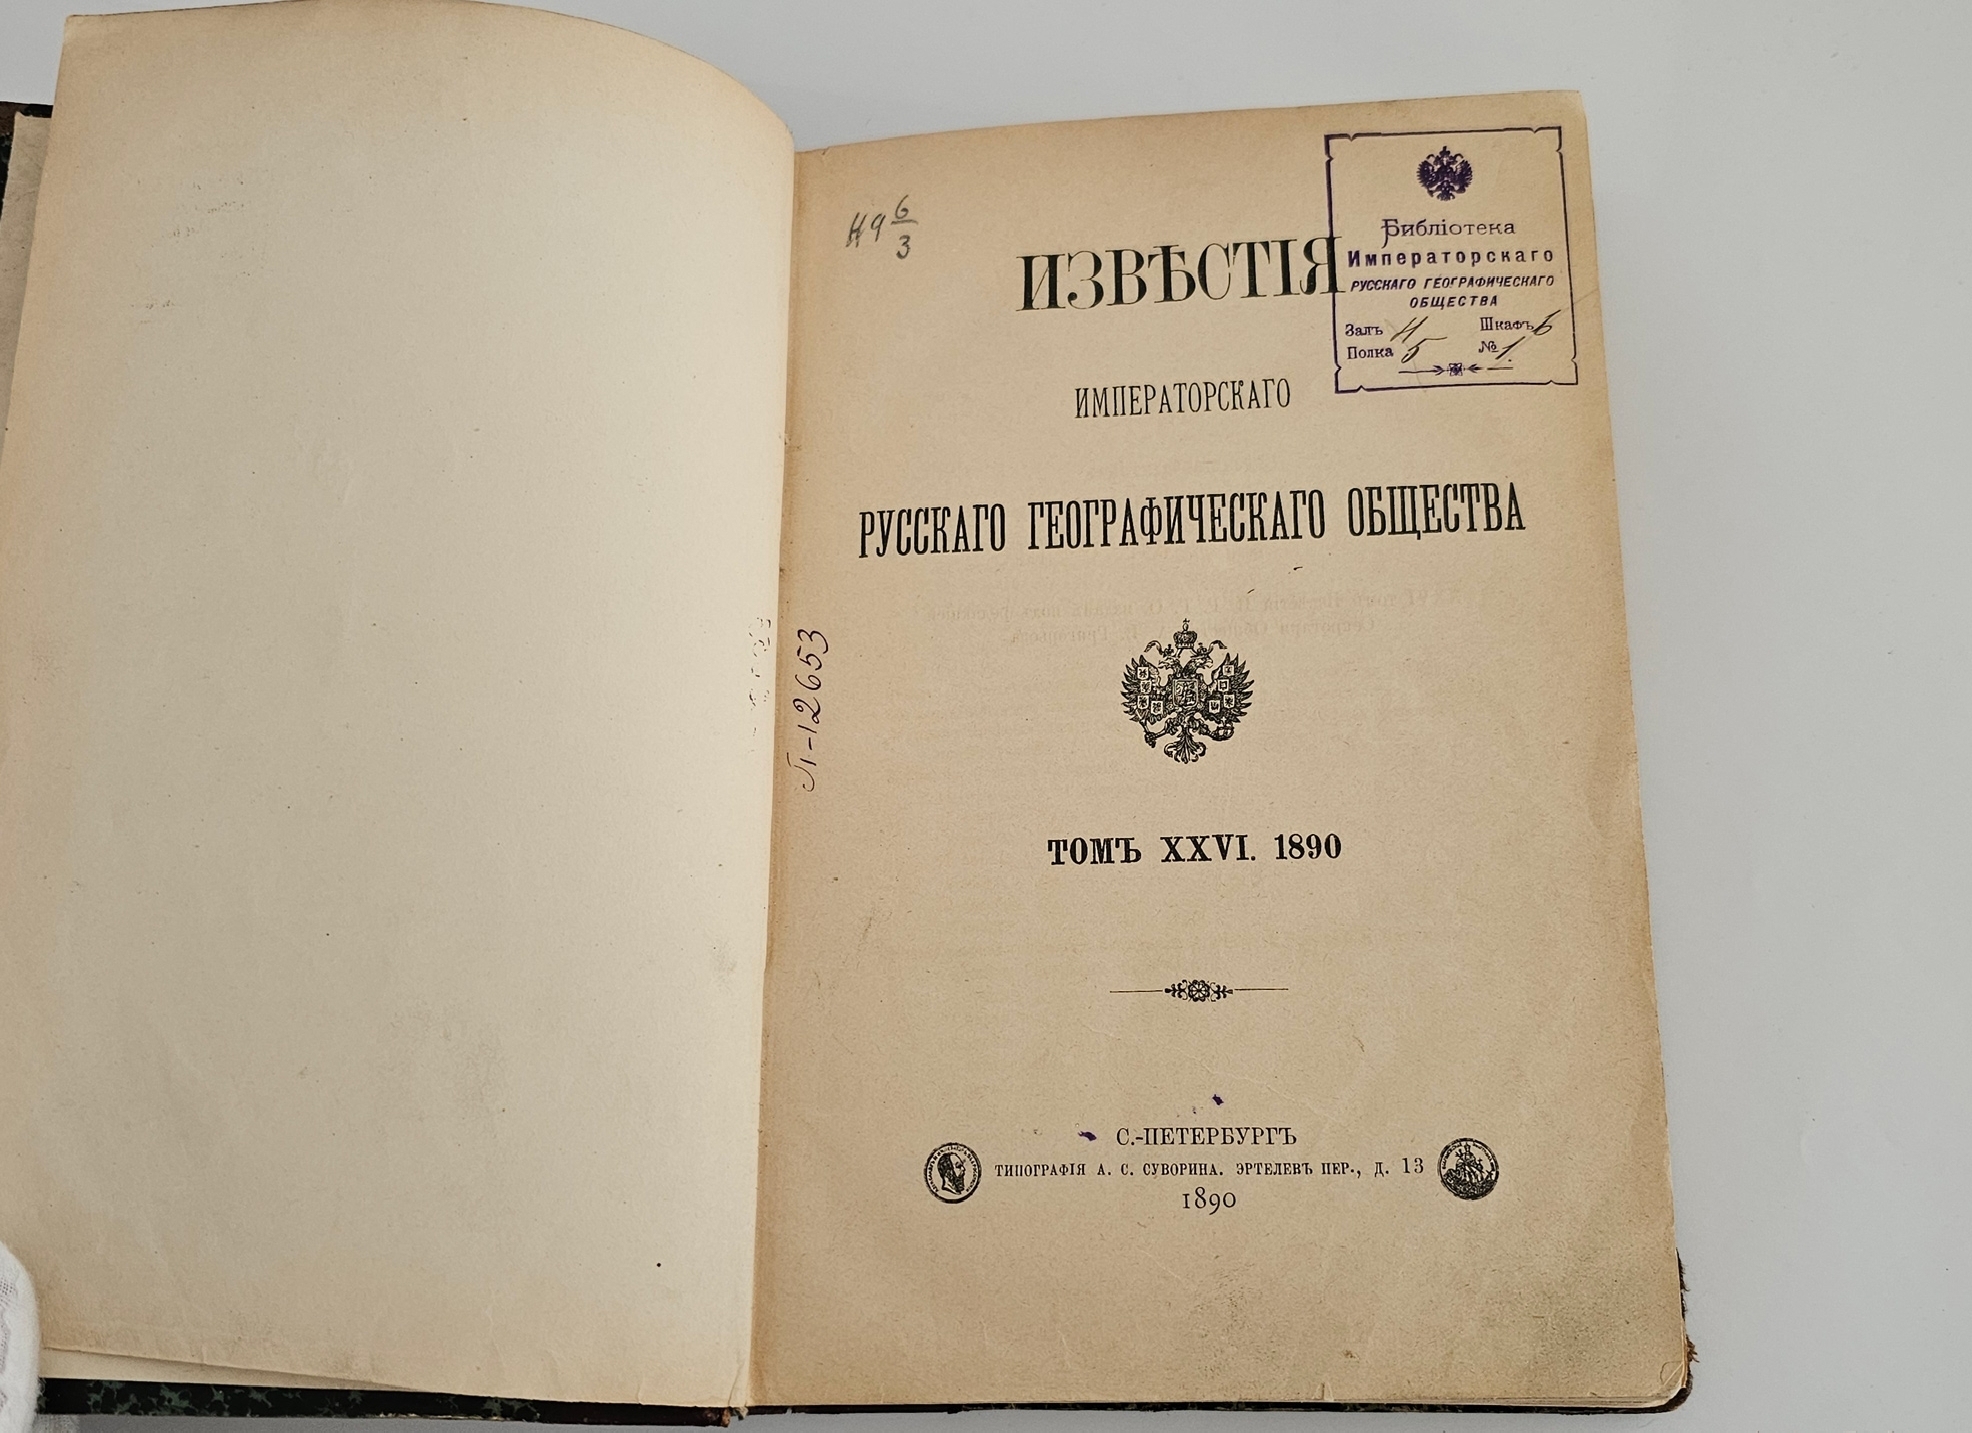 ИЗВѢСТІЯ
ИМПЕРАТОРСКАГО
РУССКАГО ГЕОГРАФИЧЕСКАГО ОБЩЕСТВА
ТОМЪ XXVI. 1890
С.-ПЕТЕРБУРГЪ
ТИПОГРАФІЯ А. С. СУВОРИНА. ЭРТЕЛЕВЪ ПЕР., Д. 13
1890
Библіотека
Императорскаго
РУССКАГО ГЕОГРАФИЧЕСКАГО
ОБЩЕСТВА
Залъ 4 Шкафъ 6
Полка 5 № 1
6
3
П-12653